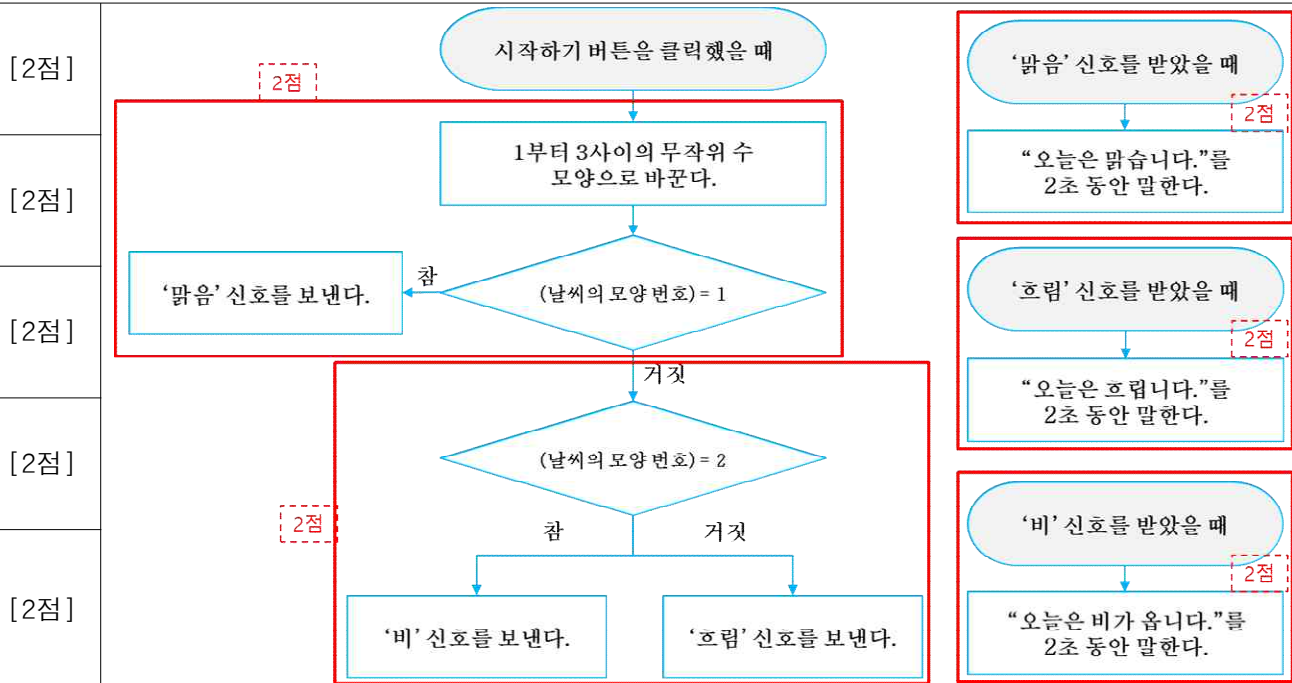 [2점]
[2점]
[2점]
[2점]
[2점]
시작하기 버튼을 클릭했을 때
2점
1부터 3사이의 무작위 수
모양으로 바꾼다.
(날씨의 모양 번호) = 1
참
‘맑음’ 신호를 보낸다.
거짓
(날씨의 모양 번호) = 2
2점
참
거짓
‘비’ 신호를 보낸다.
‘흐림’ 신호를 보낸다.
‘맑음’ 신호를 받았을 때
2점
“오늘은 맑습니다.”를
2초 동안 말한다.
‘흐림’ 신호를 받았을 때
2점
“오늘은 흐립니다.”를
2초 동안 말한다.
‘비’ 신호를 받았을 때
2점
“오늘은 비가 옵니다.”를
2초 동안 말한다.